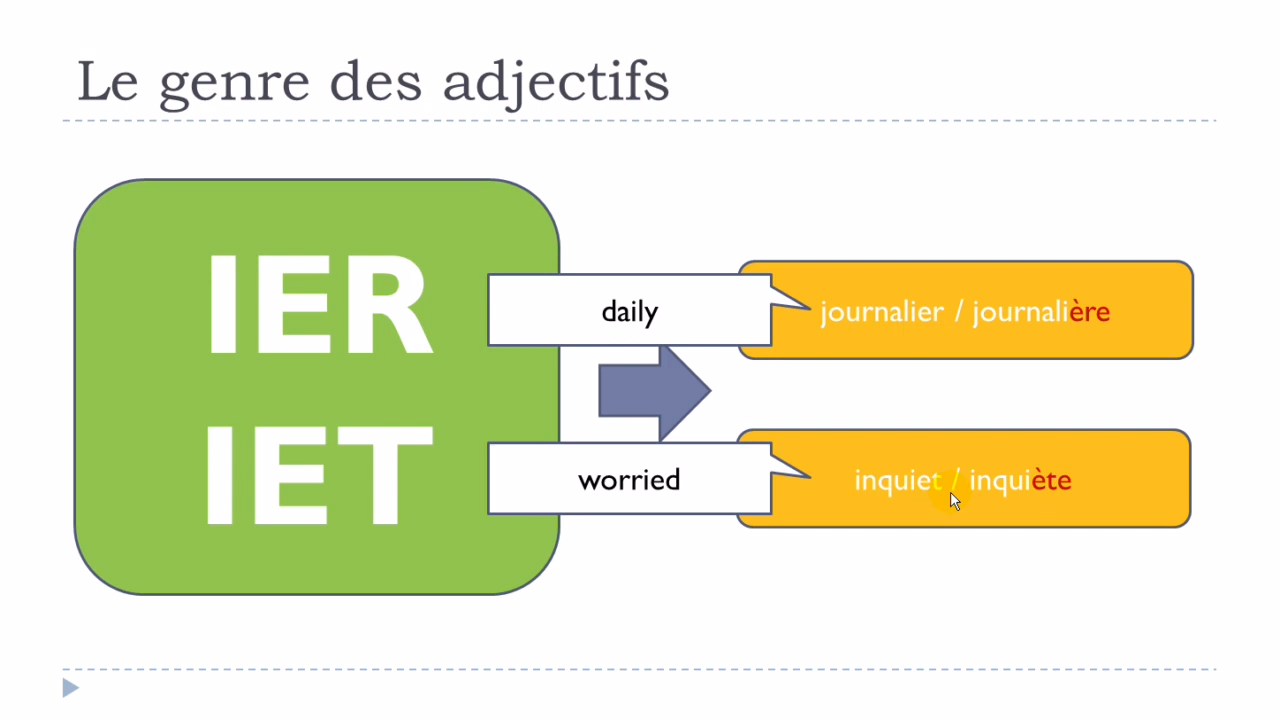 Le genre des adjectifs
IER
IET
daily
journalier / journalière
worried
inquiet / inquiète